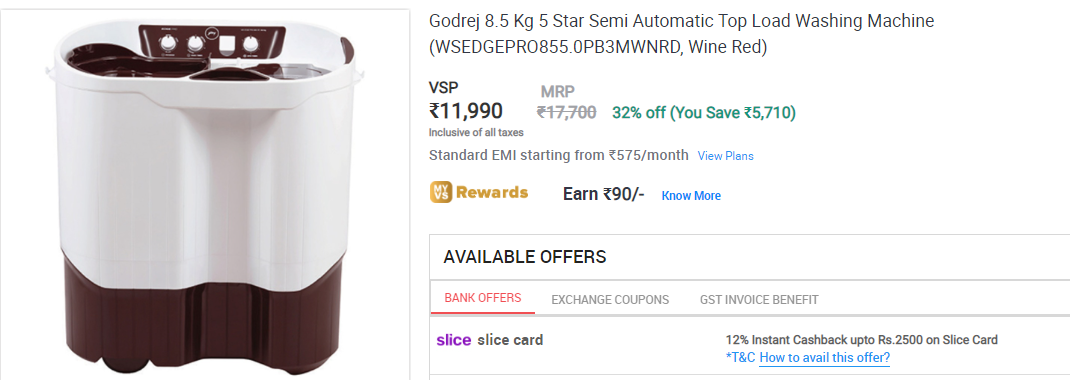 Godrej 8.5 Kg 5 Star Semi Automatic Top Load Washing Machine
(WSEDGEPRO855.0PB3MWNRD, Wine Red)
VSP
MRP
₹11,990
₹17,700
32% off (You Save ₹5,710)
Inclusive of all taxes
Standard EMI starting from ₹575/month View Plans
MY VS Rewards
Earn ₹90/-
Know More
AVAILABLE OFFERS
BANK OFFERS
EXCHANGE COUPONS
GST INVOICE BENEFIT
slice slice card
12% Instant Cashback upto Rs.2500 on Slice Card
*T&C How to avail this offer?